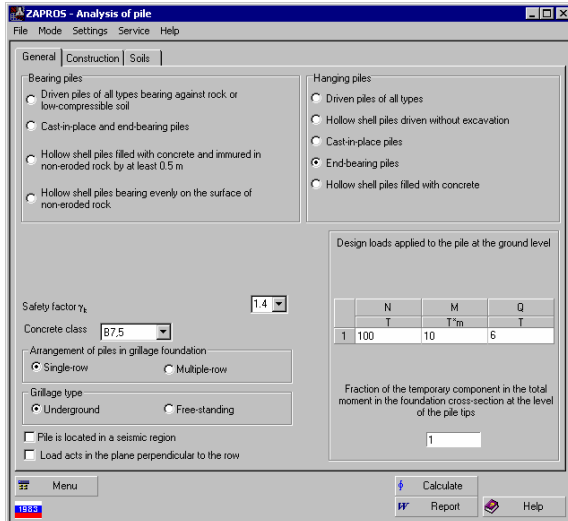 ZAPROS - Analysis of pile
File Mode Settings Service Help
General Construction Soils
Bearing piles
Driven piles of all types bearing against rock or
low-compressible soil
Cast-in-place and end-bearing piles
Hollow shell piles filled with concrete and immured in
non-eroded rock by at least 0.5 m
Hollow shell piles bearing evenly on the surface of
non-eroded rock
Hanging piles
Driven piles of all types
Hollow shell piles driven without excavation
Cast-in-place piles
End-bearing piles
Hollow shell piles filled with concrete
Safety factor γk
1.4
Concrete class
B7,5
Arrangement of piles in grillage foundation
Single-row Multiple-row
Grillage type
Underground Free-standing
Pile is located in a seismic region
Load acts in the plane perpendicular to the row
Design loads applied to the pile at the ground level
N M Q
T T*m T
1 100 10 6
Fraction of the temporary component in the total
moment in the foundation cross-section at the level
of the pile tips
1
Menu
Calculate
1983
Report
Help